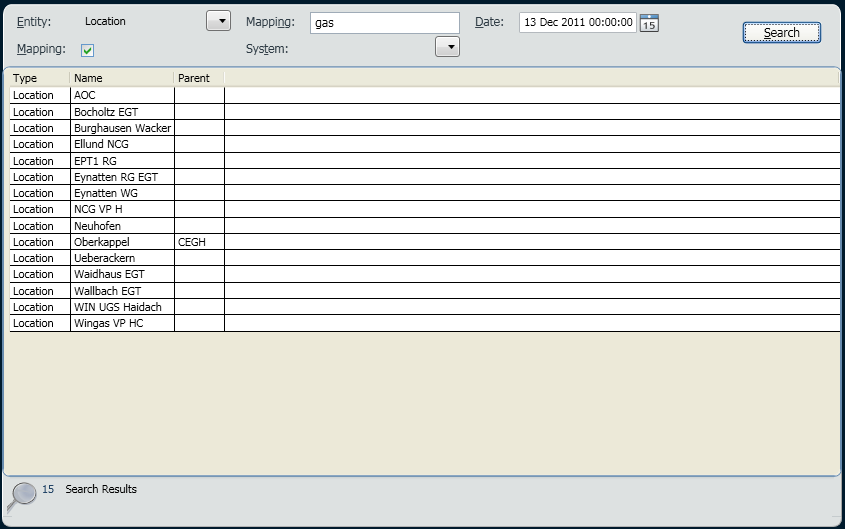 Entity: Location Mapping: gas Date: 13 Dec 2011 00:00:00 15 Search
Mapping: System:
Type Name Parent
Location AOC
Location Bocholtz EGT
Location Burghausen Wacker
Location Ellund NCG
Location EPT1 RG
Location Eynatten RG EGT
Location Eynatten WG
Location NCG VP H
Location Neuhofen
Location Oberkappel CEGH
Location Ueberackern
Location Waidhaus EGT
Location Wallbach EGT
Location WIN UGS Haidach
Location Wingas VP HC
15 Search Results